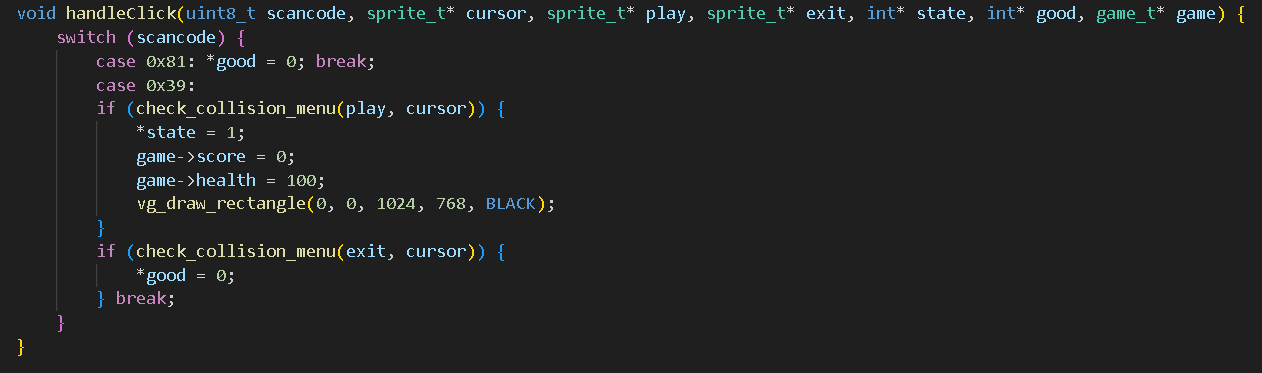 void handleClick(uint8_t scancode, sprite_t* cursor, sprite_t* play, sprite_t* exit, int* state, int* good, game_t* game) {
    switch (scancode) {
        case 0x81: *good = 0; break;
        case 0x39:
        if (check_collision_menu(play, cursor)) {
            *state = 1;
            game->score = 0;
            game->health = 100;
            vg_draw_rectangle(0, 0, 1024, 768, BLACK);
        }
        if (check_collision_menu(exit, cursor)) {
            *good = 0;
        } break;
    }
}